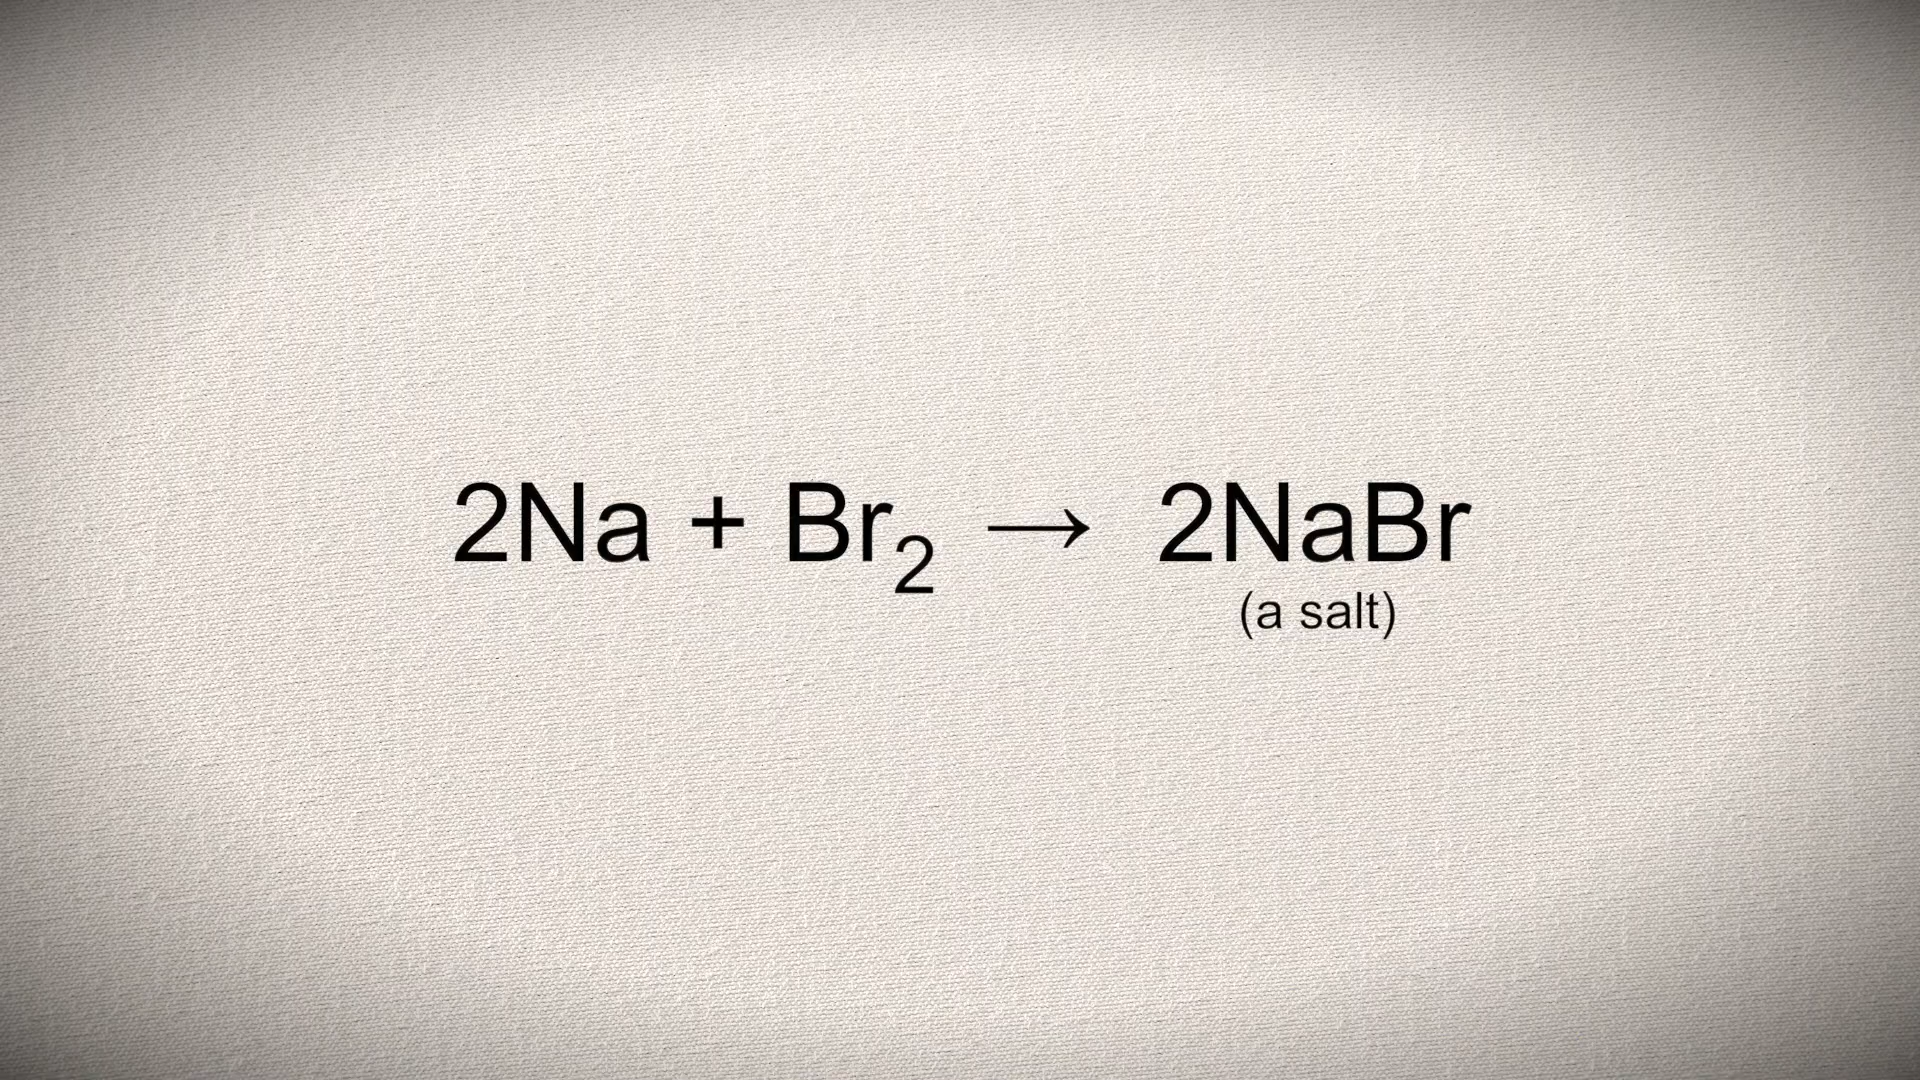 2Na + Br₂ → 2NaBr
(a salt)